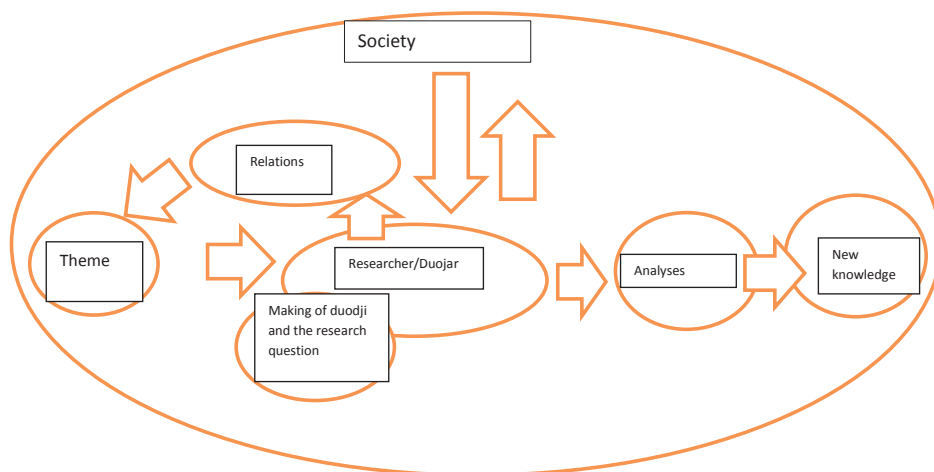 Society
Relations
Theme
Researcher/Duojar
Making of duodji
and the research
question
Analyses
New
knowledge